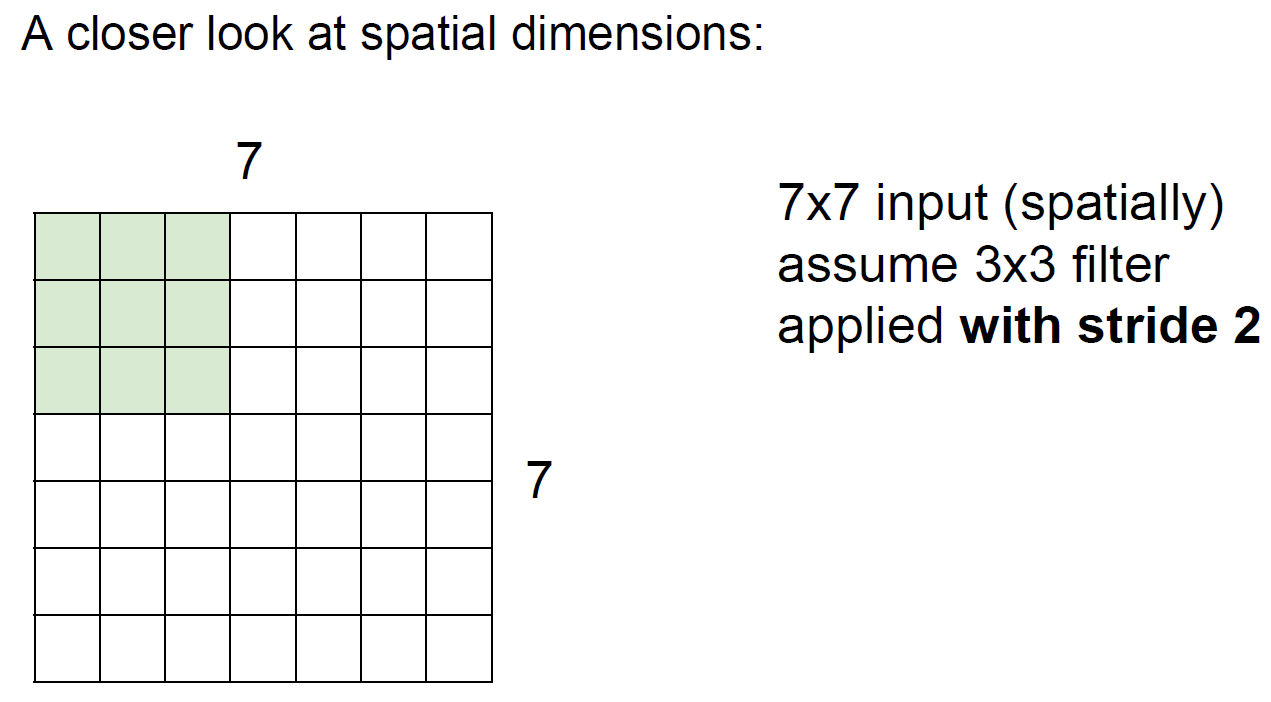 A closer look at spatial dimensions:
7
7x7 input (spatially)
assume 3x3 filter
applied with stride 2
7